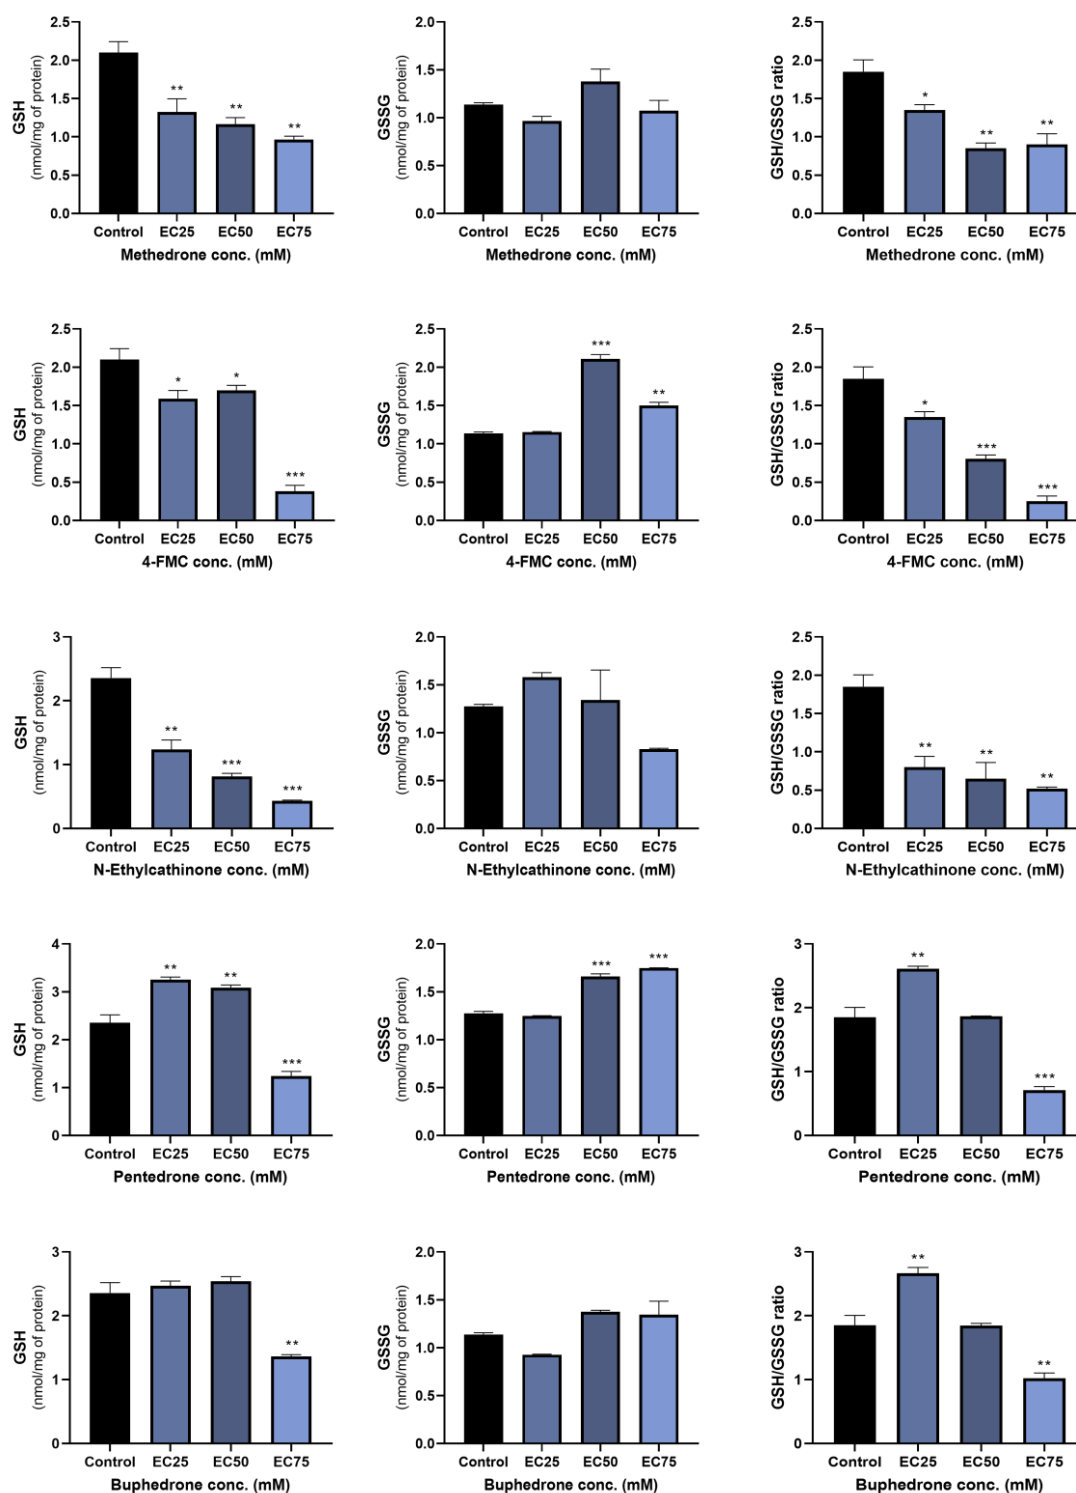 2.5
2.0
1.5
1.0
0.5
0.0
GSH
(nmol/mg of protein)
** ** **
Control EC25 EC50 EC75
Methedrone conc. (mM)
2.0
1.5
1.0
0.5
0.0
GSSG
(nmol/mg of protein)
Control EC25 EC50 EC75
Methedrone conc. (mM)
2.5
2.0
1.5
1.0
0.5
0.0
GSH/GSSG ratio
* ** **
Control EC25 EC50 EC75
Methedrone conc. (mM)
2.5
2.0
1.5
1.0
0.5
0.0
GSH
(nmol/mg of protein)
* * ***
Control EC25 EC50 EC75
4-FMC conc. (mM)
2.5
2.0
1.5
1.0
0.5
0.0
GSSG
(nmol/mg of protein)
*** **
Control EC25 EC50 EC75
4-FMC conc. (mM)
2.5
2.0
1.5
1.0
0.5
0.0
GSH/GSSG ratio
* *** ***
Control EC25 EC50 EC75
4-FMC conc. (mM)
3
2
1
0
GSH
(nmol/mg of protein)
** *** ***
Control EC25 EC50 EC75
N-Ethylcathinone conc. (mM)
2.0
1.5
1.0
0.5
0.0
GSSG
(nmol/mg of protein)
Control EC25 EC50 EC75
N-Ethylcathinone conc. (mM)
2.5
2.0
1.5
1.0
0.5
0.0
GSH/GSSG ratio
** ** **
Control EC25 EC50 EC75
N-Ethylcathinone conc. (mM)
4
3
2
1
0
GSH
(nmol/mg of protein)
** ** ***
Control EC25 EC50 EC75
Pentedrone conc. (mM)
2.0
1.5
1.0
0.5
0.0
GSSG
(nmol/mg of protein)
*** ***
Control EC25 EC50 EC75
Pentedrone conc. (mM)
3
2
1
0
GSH/GSSG ratio
** ***
Control EC25 EC50 EC75
Pentedrone conc. (mM)
3
2
1
0
GSH
(nmol/mg of protein)
**
Control EC25 EC50 EC75
Buphedrone conc. (mM)
2.0
1.5
1.0
0.5
0.0
GSSG
(nmol/mg of protein)
Control EC25 EC50 EC75
Buphedrone conc. (mM)
3
2
1
0
GSH/GSSG ratio
** **
Control EC25 EC50 EC75
Buphedrone conc. (mM)